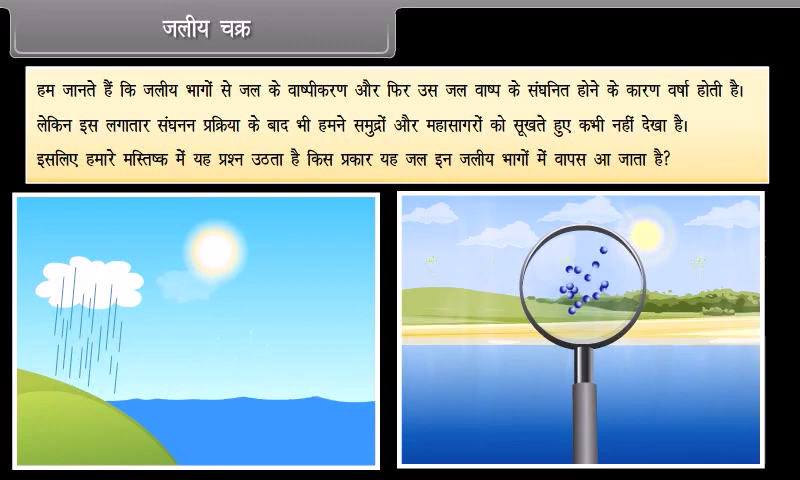 जलीय चक्र
हम जानते हैं कि जलीय भागों से जल के वाष्पीकरण और फिर उस जल वाष्प के संघनित होने के कारण वर्षा होती है।
लेकिन इस लगातार संघनन प्रक्रिया के बाद भी हमने समुद्रों और महासागरों को सूखते हुए कभी नहीं देखा है।
इसलिए हमारे मस्तिष्क में यह प्रश्न उठता है किस प्रकार यह जल इन जलीय भागों में वापस आ जाता है?